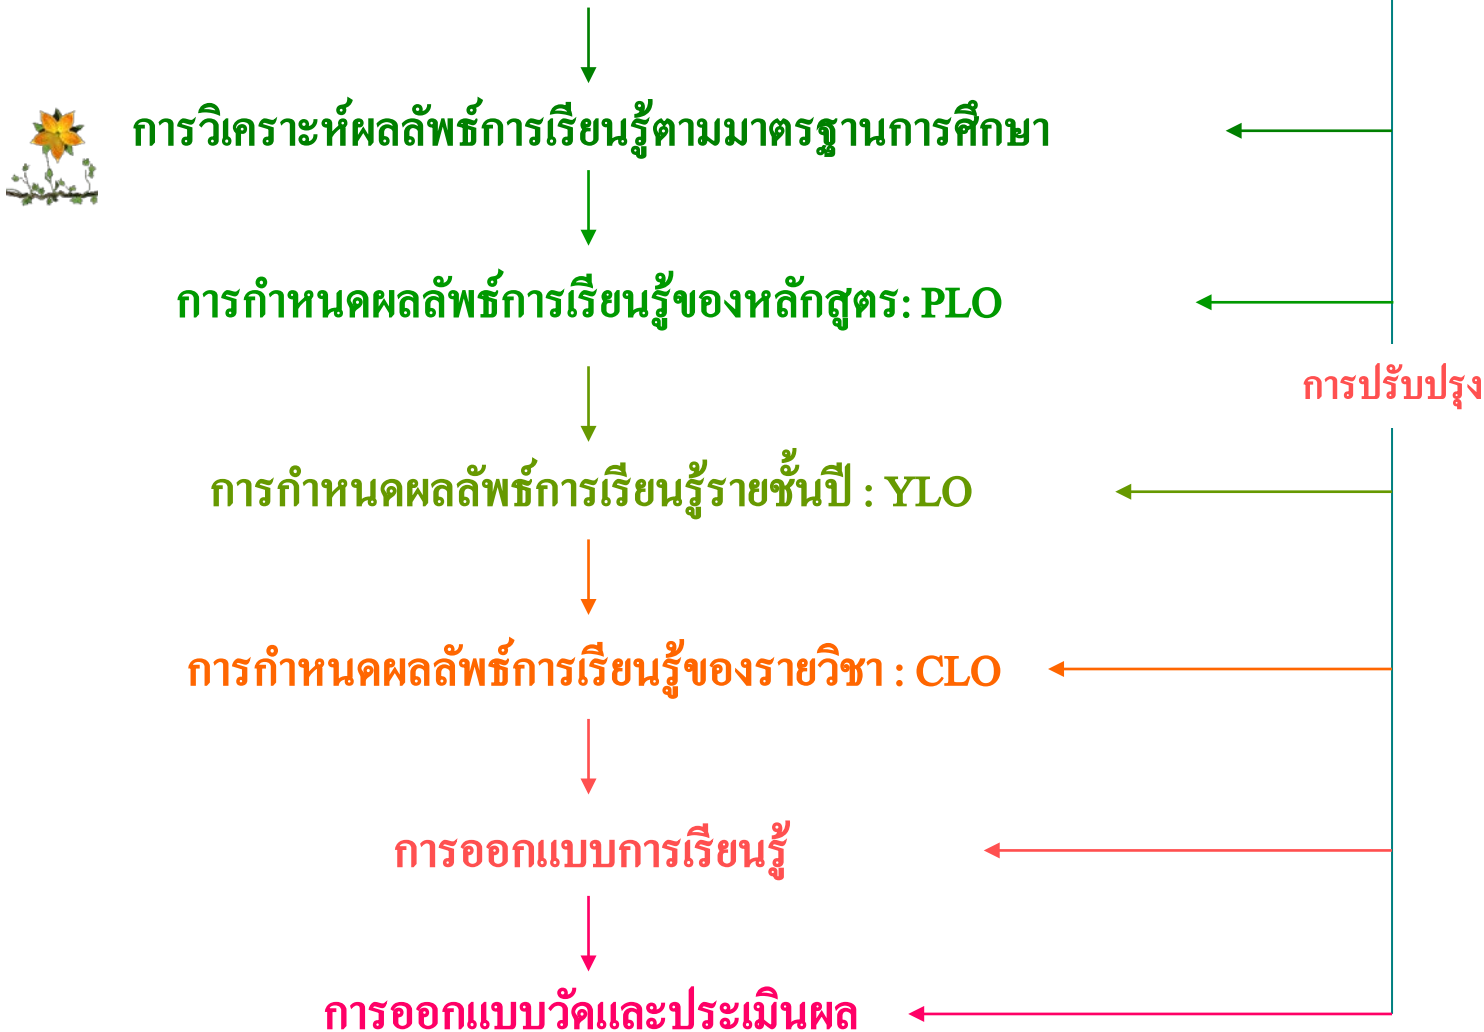 การวิเคราะห์ผลลัพธ์การเรียนรู้ตามมาตรฐานการศึกษา
การกำหนดผลลัพธ์การเรียนรู้ของหลักสูตร: PLO
การปรับปรุง
การกำหนดผลลัพธ์การเรียนรู้รายชั้นปี : YLO
การกำหนดผลลัพธ์การเรียนรู้ของรายวิชา : CLO
การออกแบบการเรียนรู้
การออกแบบวัดและประเมินผล